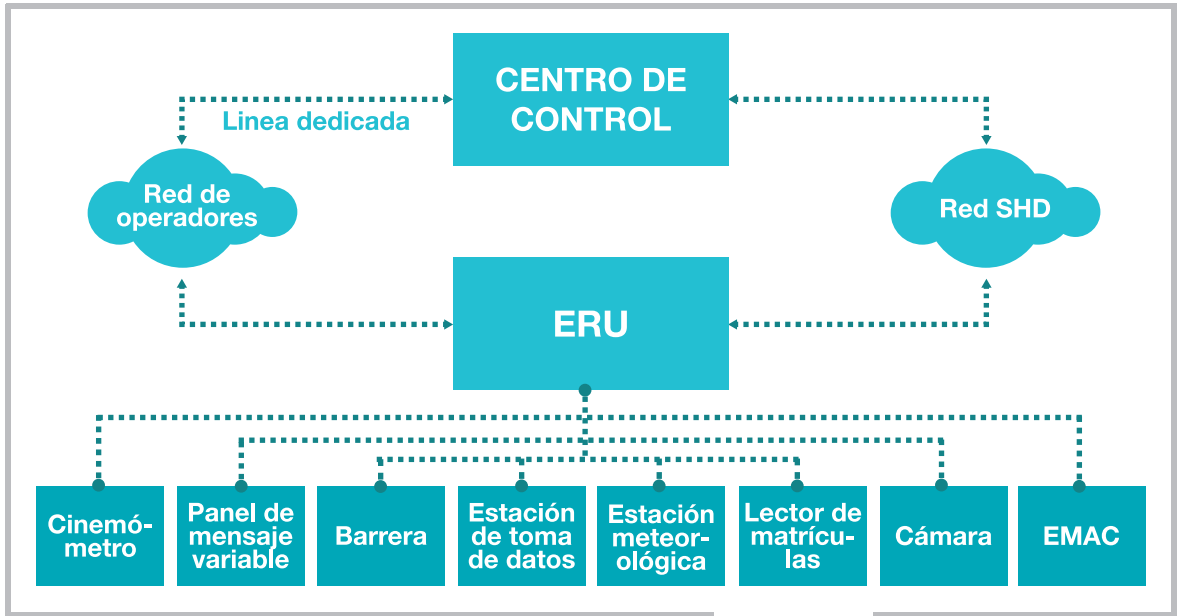 CENTRO DE
CONTROL
Linea dedicada
Red de
operadores
Red SHD
ERU
Cinemó-
metro
Panel de
mensaje
variable
Barrera
Estación
de toma
de datos
Estación
meteor-
ológica
Lector de
matrícu-
las
Cámara
EMAC